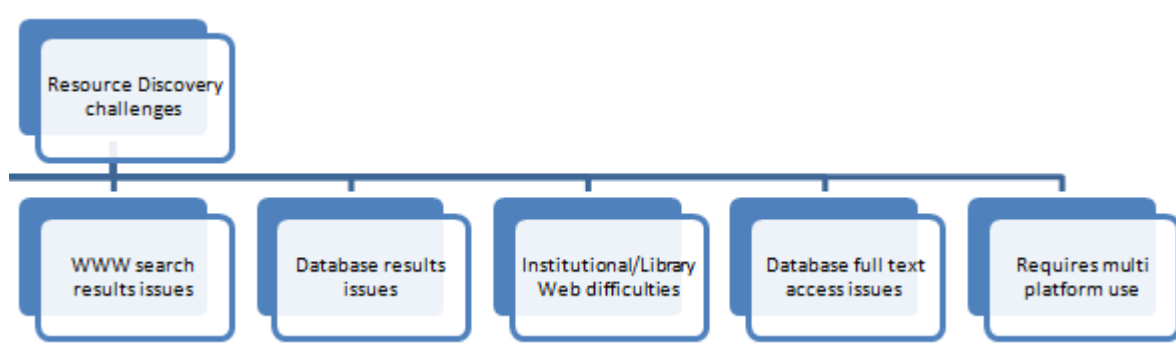 Resource Discovery
challenges
WWW search
results issues
Database results
issues
Institutional/Library
Web difficulties
Database full text
access issues
Requires multi
platform use